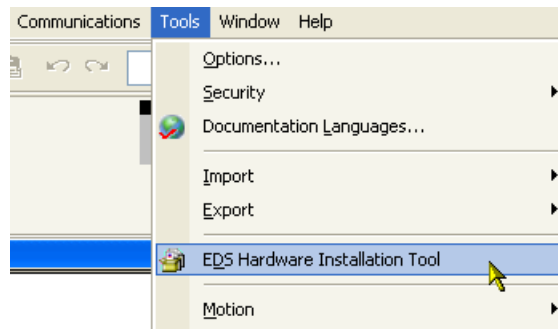 Communications Tools Window Help
Options...
Security
Documentation Languages...
Import
Export
EDS Hardware Installation Tool
Motion